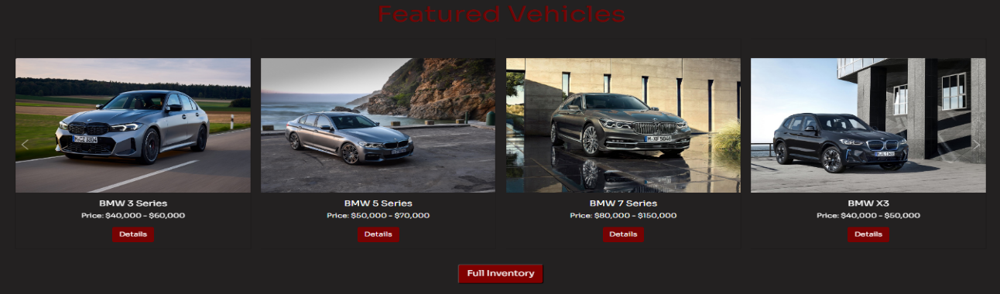 Featured Vehicles
BMW 3 Series
Price: $40,000 - $60,000
Details
BMW 5 Series
Price: $50,000 - $70,000
Details
BMW 7 Series
Price: $80,000 - $150,000
Details
BMW X3
Price: $40,000 - $50,000
Details
Full Inventory